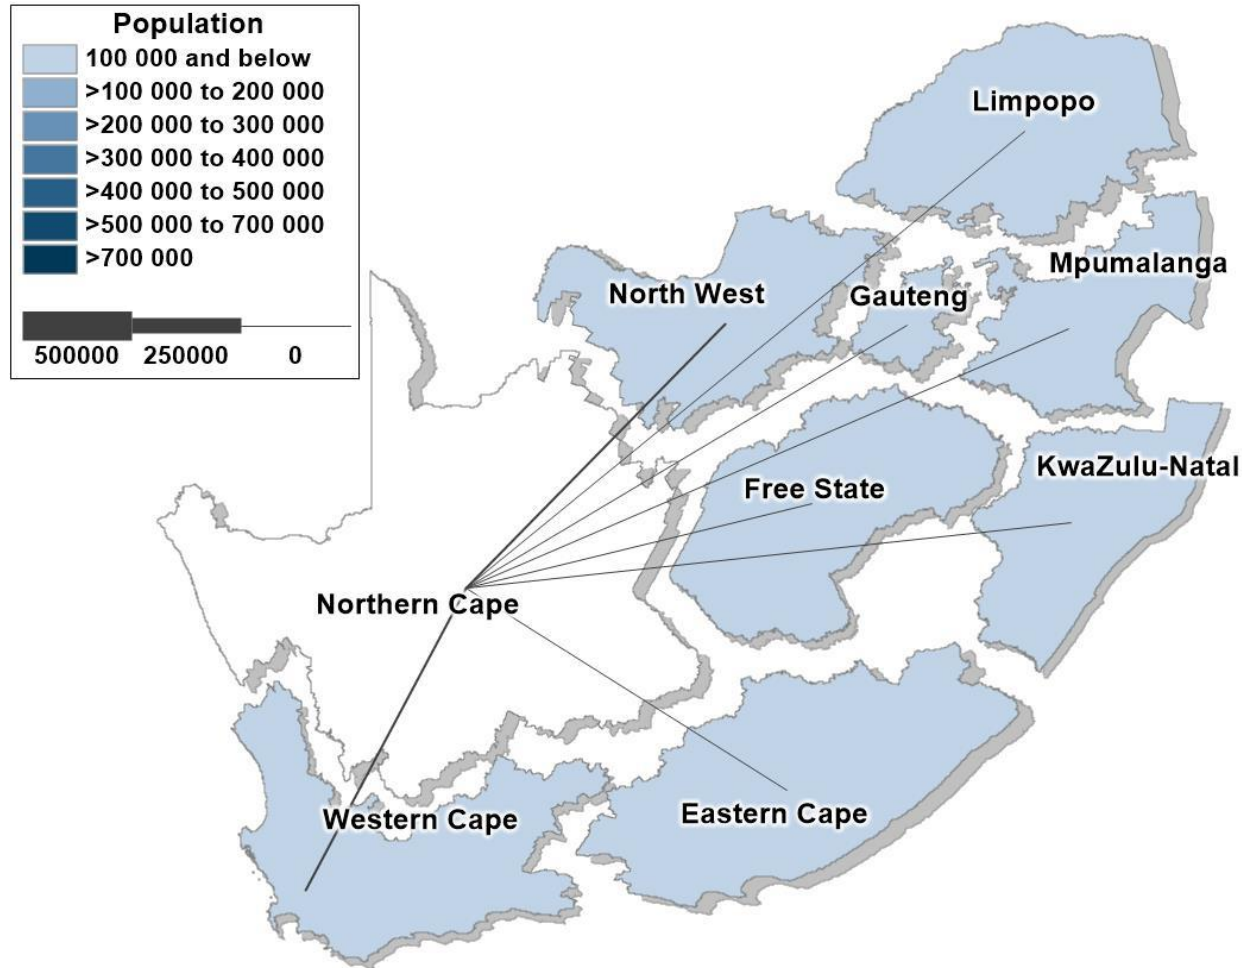 Population
100 000 and below
>100 000 to 200 000
>200 000 to 300 000
>300 000 to 400 000
>400 000 to 500 000
>500 000 to 700 000
>700 000
500000 250000 0
Limpopo
Mpumalanga
North West
Gauteng
KwaZulu-Natal
Free State
Northern Cape
Western Cape
Eastern Cape